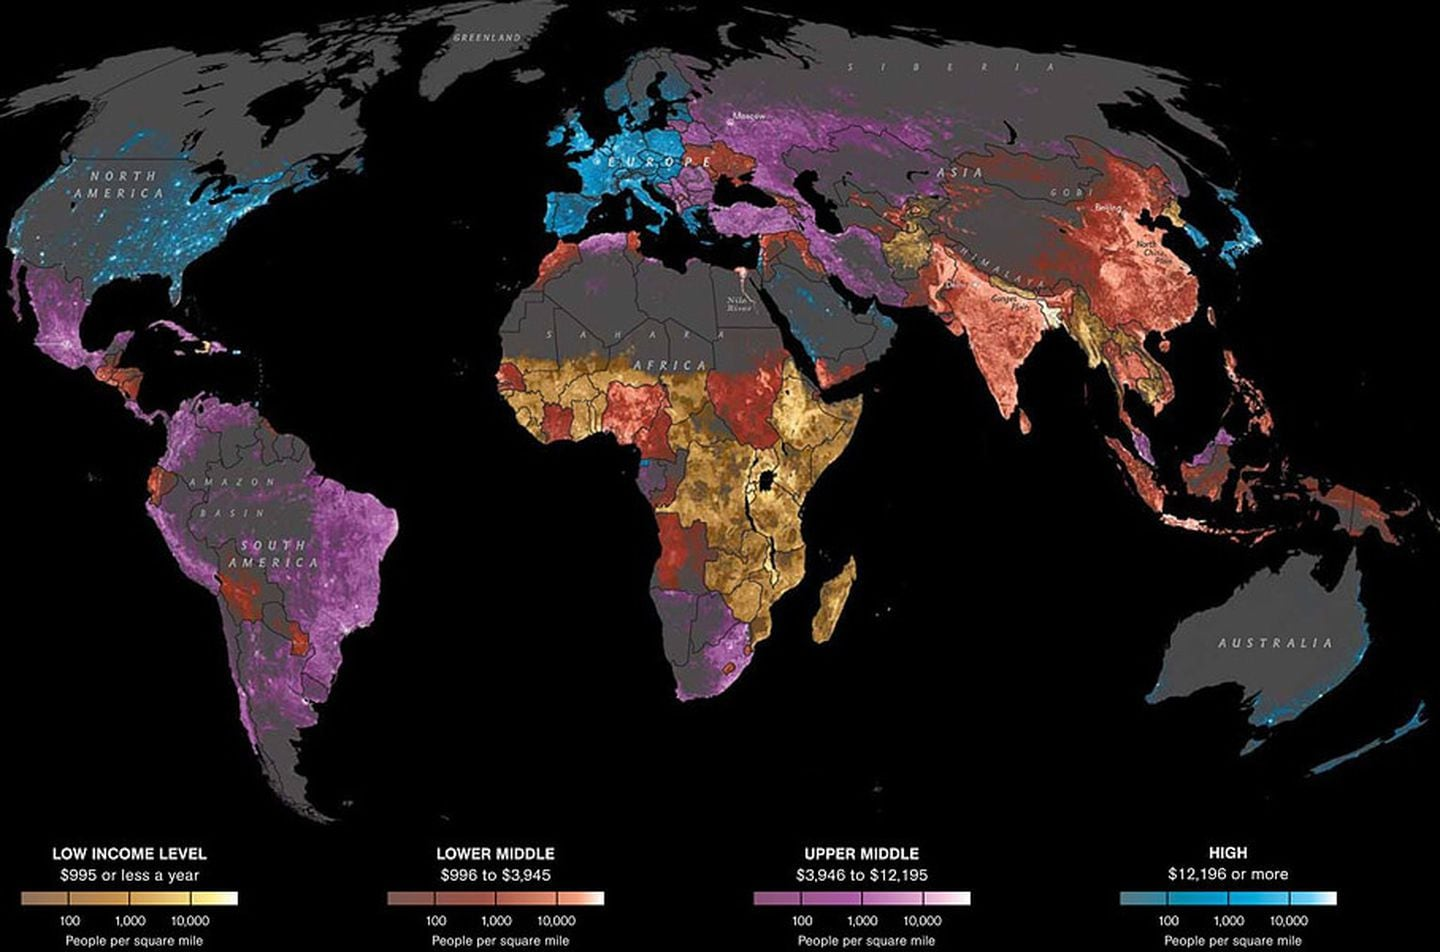 GREENLAND
SIBERIA
Moscow
NORTH
AMERICA
EUROPE
ASIA
GOBI
Beijing
North
China
Plain
HIMALAYA
Delhi
Ganges
Plain
Nile
River
SAHARA
AFRICA
AMAZON
BASIN
SOUTH
AMERICA
AUSTRALIA
LOW INCOME LEVEL
$995 or less a year
100 1,000 10,000
People per square mile
LOWER MIDDLE
$996 to $3,945
100 1,000 10,000
People per square mile
UPPER MIDDLE
$3,946 to $12,195
100 1,000 10,000
People per square mile
HIGH
$12,196 or more
100 1,000 10,000
People per square mile